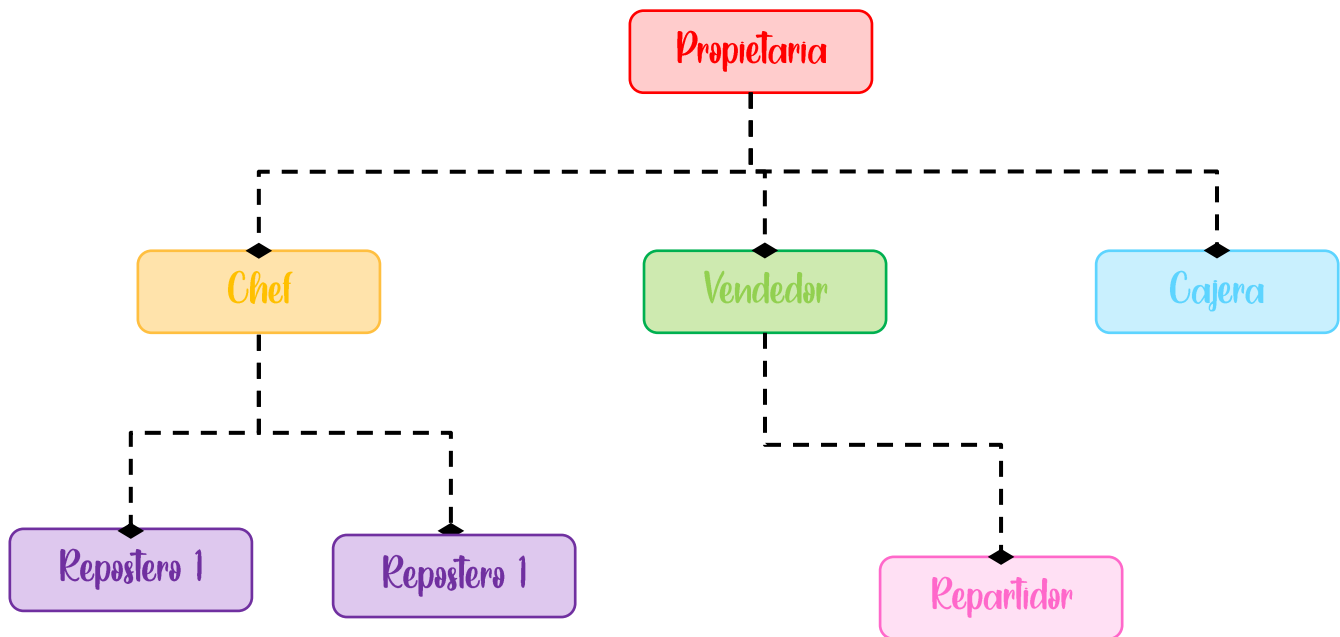 Propietaria
Chef
Vendedor
Cajera
Repostero 1
Repostero 1
Repartidor